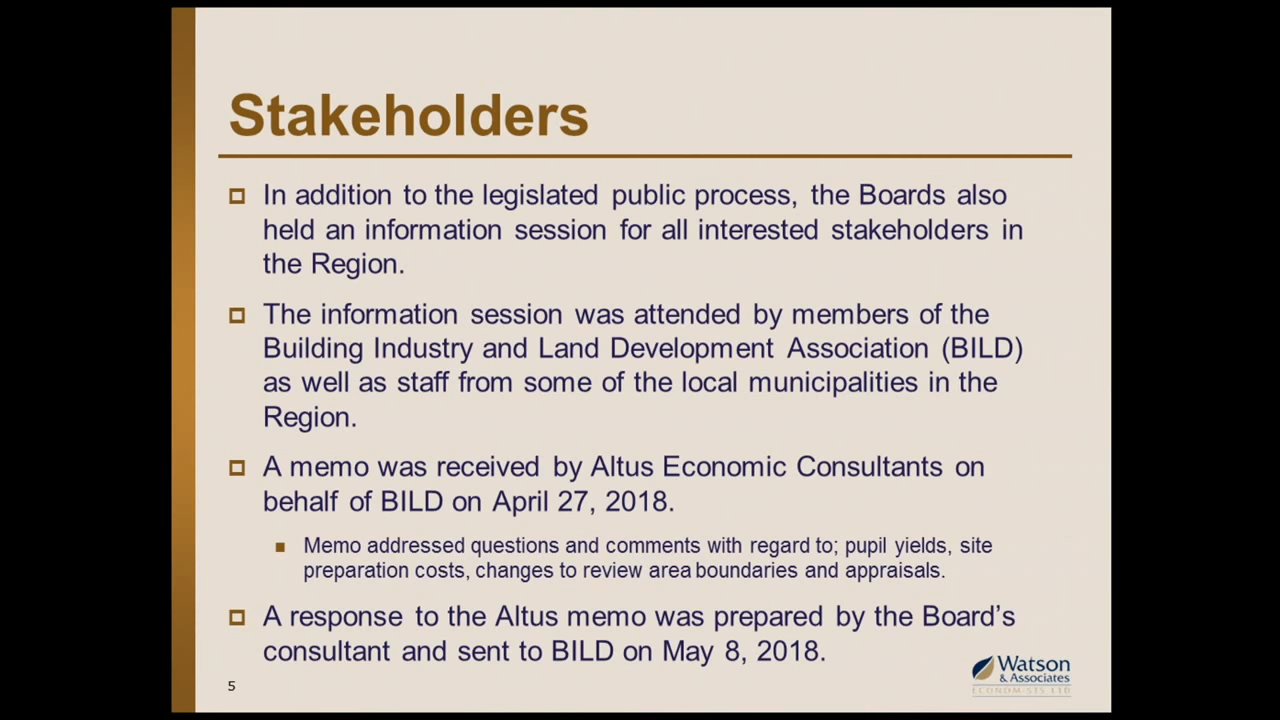 Stakeholders
In addition to the legislated public process, the Boards also
held an information session for all interested stakeholders in
the Region.
The information session was attended by members of the
Building Industry and Land Development Association (BILD)
as well as staff from some of the local municipalities in the
Region.
A memo was received by Altus Economic Consultants on
behalf of BILD on April 27, 2018.
Memo addressed questions and comments with regard to; pupil yields, site
preparation costs, changes to review area boundaries and appraisals.
A response to the Altus memo was prepared by the Board’s
consultant and sent to BILD on May 8, 2018.
5
Watson
& Associates
ECONOMISTS LTD